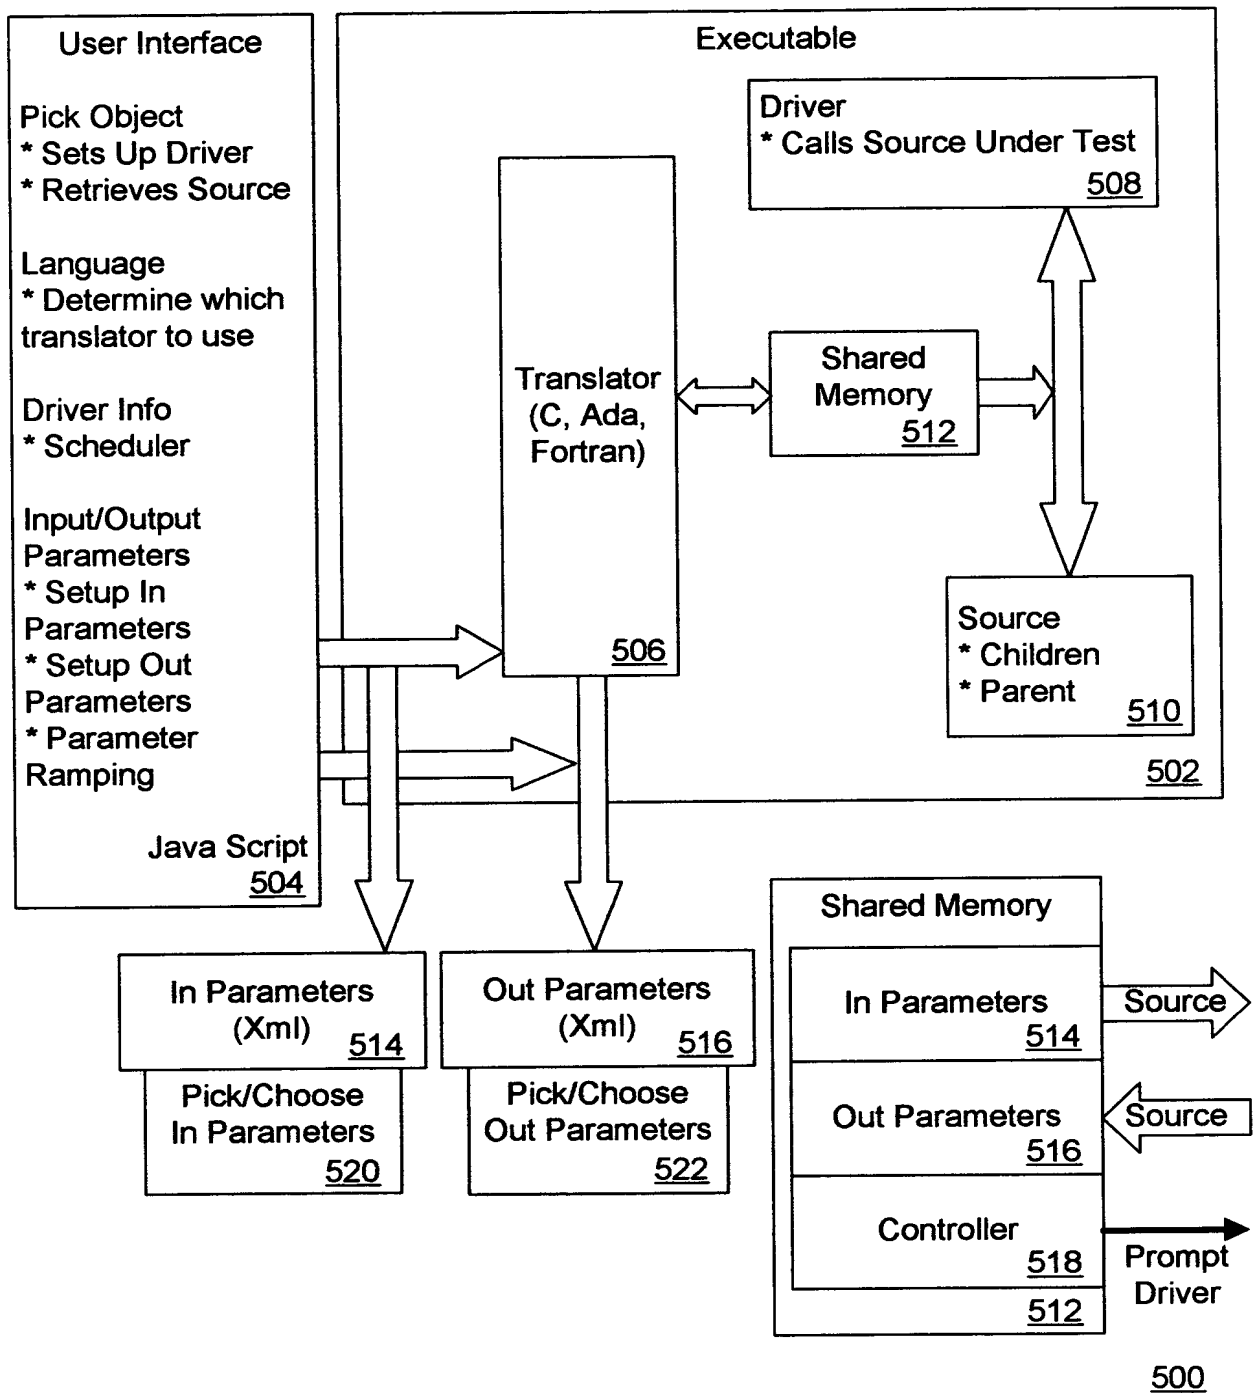 User Interface
Pick Object
* Sets Up Driver
* Retrieves Source
Language
* Determine which
translator to use
Driver Info
* Scheduler
Input/Output
Parameters
* Setup In
Parameters
* Setup Out
Parameters
* Parameter
Ramping
Java Script
504
Executable
Driver
* Calls Source Under Test
508
Translator
(C, Ada,
Fortran)
506
Shared
Memory
512
Source
* Children
* Parent
510
502
In Parameters
(Xml)
514
Pick/Choose
In Parameters
520
Out Parameters
(Xml)
516
Pick/Choose
Out Parameters
522
Shared Memory
In Parameters
514
Source
Out Parameters
516
Source
Controller
518
Prompt
Driver
512
500